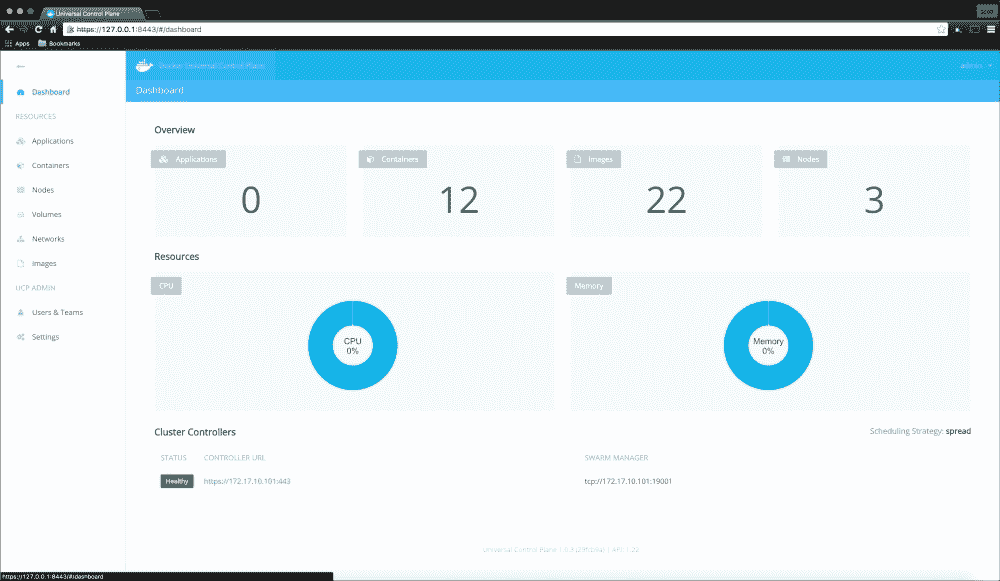 Universal Control Plane
https://127.0.0.1:8443/#/dashboard
Apps Bookmarks
Docker Universal Control Plane
admin
Dashboard
Dashboard
RESOURCES
Applications
Containers
Nodes
Volumes
Networks
Images
UCP ADMIN
Users & Teams
Settings
Overview
Applications
0
Containers
12
Images
22
Nodes
3
Resources
CPU
CPU
0%
Memory
Memory
0%
Cluster Controllers
Scheduling Strategy: spread
STATUS CONTROLLER URL SWARM MANAGER
Healthy https://172.17.10.101:443 tcp://172.17.10.101:19001
Universal Control Plane
https://127.0.0.1:8443/#/dashboard